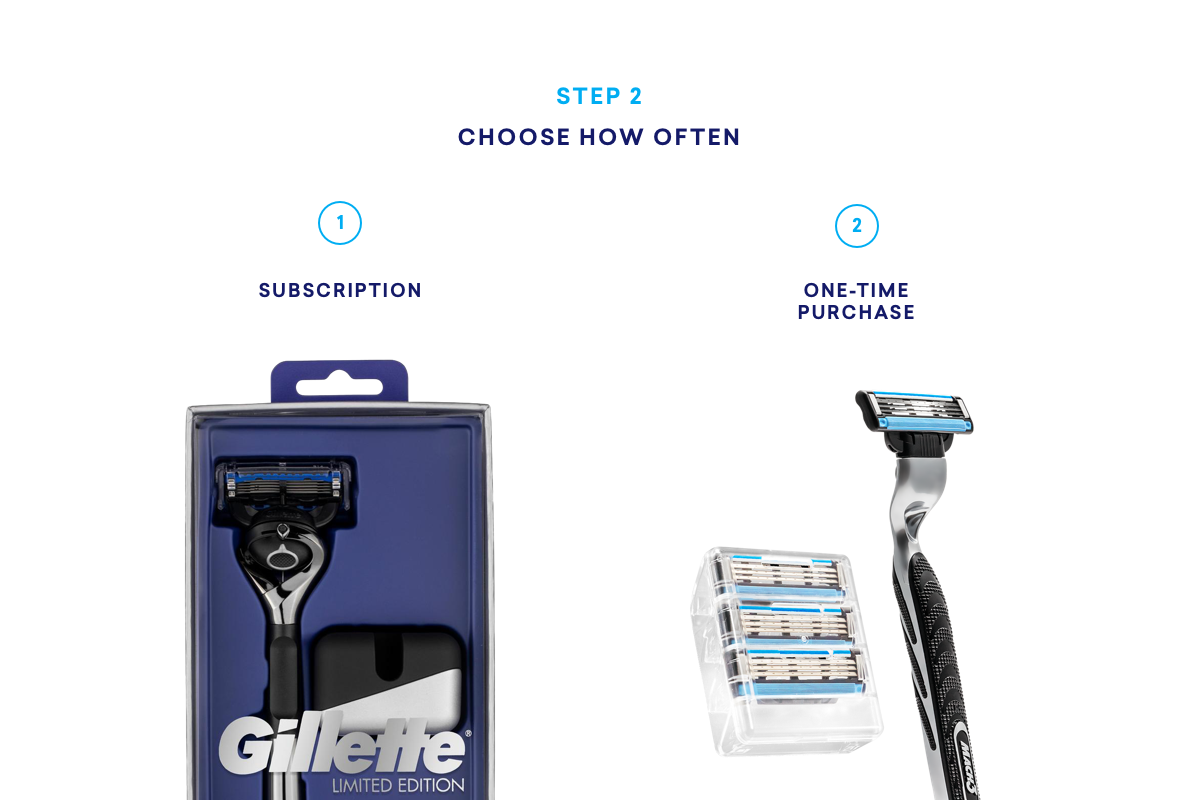 STEP 2
CHOOSE HOW OFTEN
1
SUBSCRIPTION
2
ONE-TIME
PURCHASE
Gillette®
LIMITED EDITION